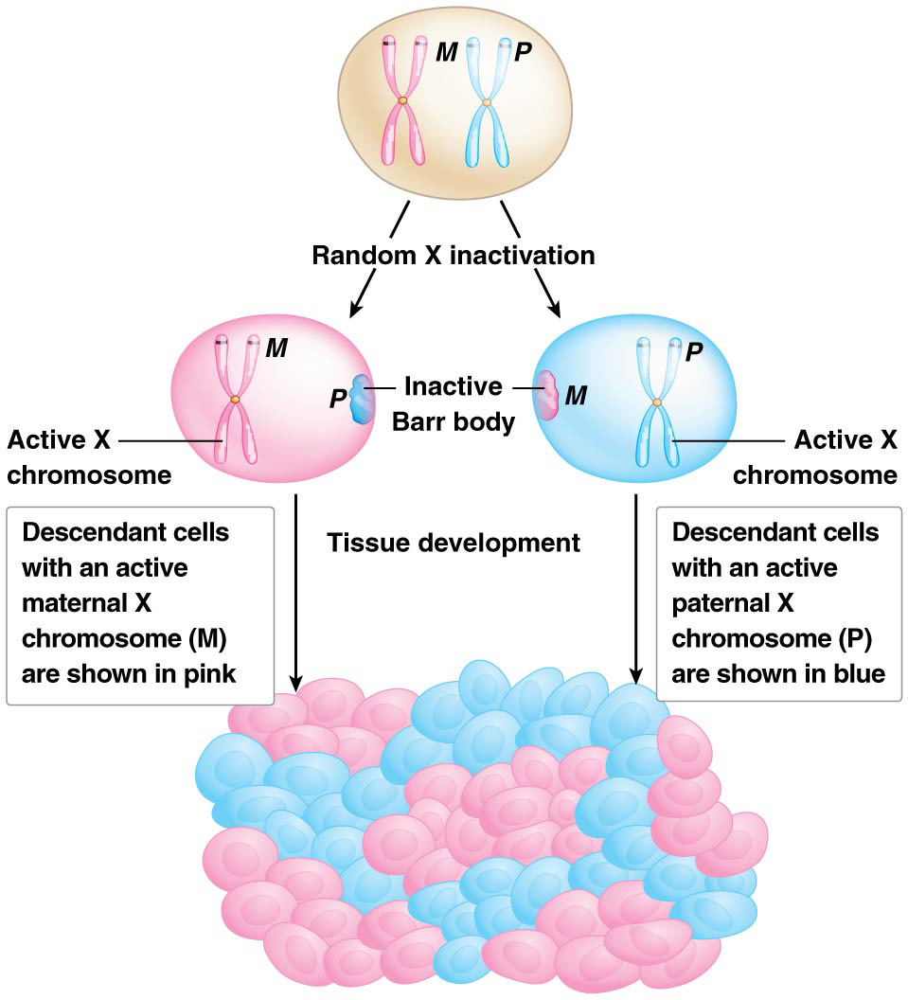 M P
Random X inactivation
M
P
Inactive
Barr body
M
P
Active X
chromosome
Active X
chromosome
Descendant cells
with an active
maternal X
chromosome (M)
are shown in pink
Tissue development
Descendant cells
with an active
paternal X
chromosome (P)
are shown in blue